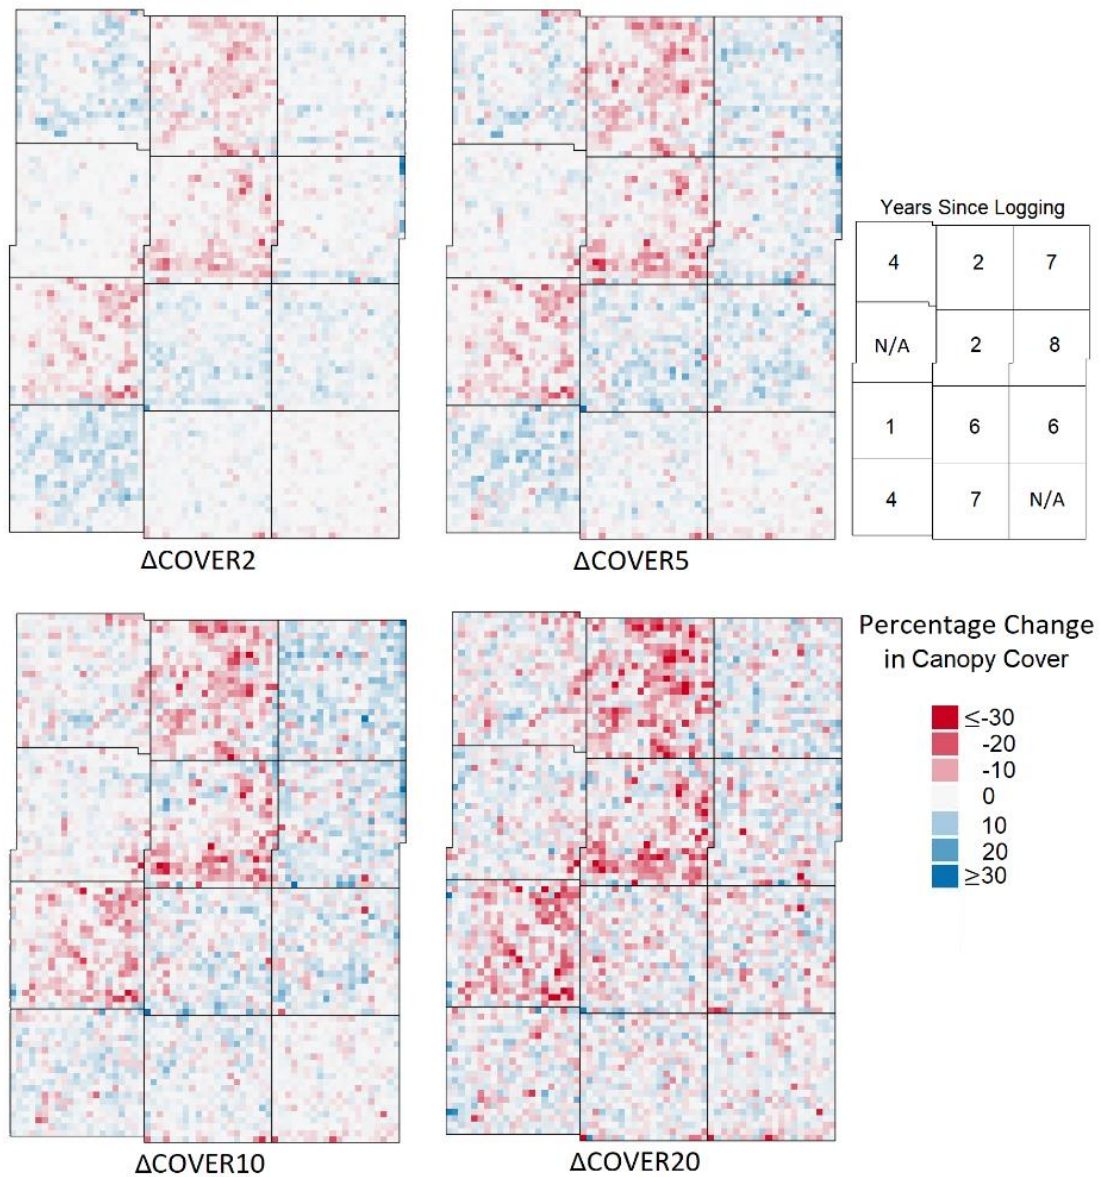 Years Since Logging
4 2 7
N/A 2 8
1 6 6
4 7 N/A
ΔCOVER2 ΔCOVER5
Percentage Change
in Canopy Cover
≤-30
-20
-10
0
10
20
≥30
ΔCOVER10 ΔCOVER20